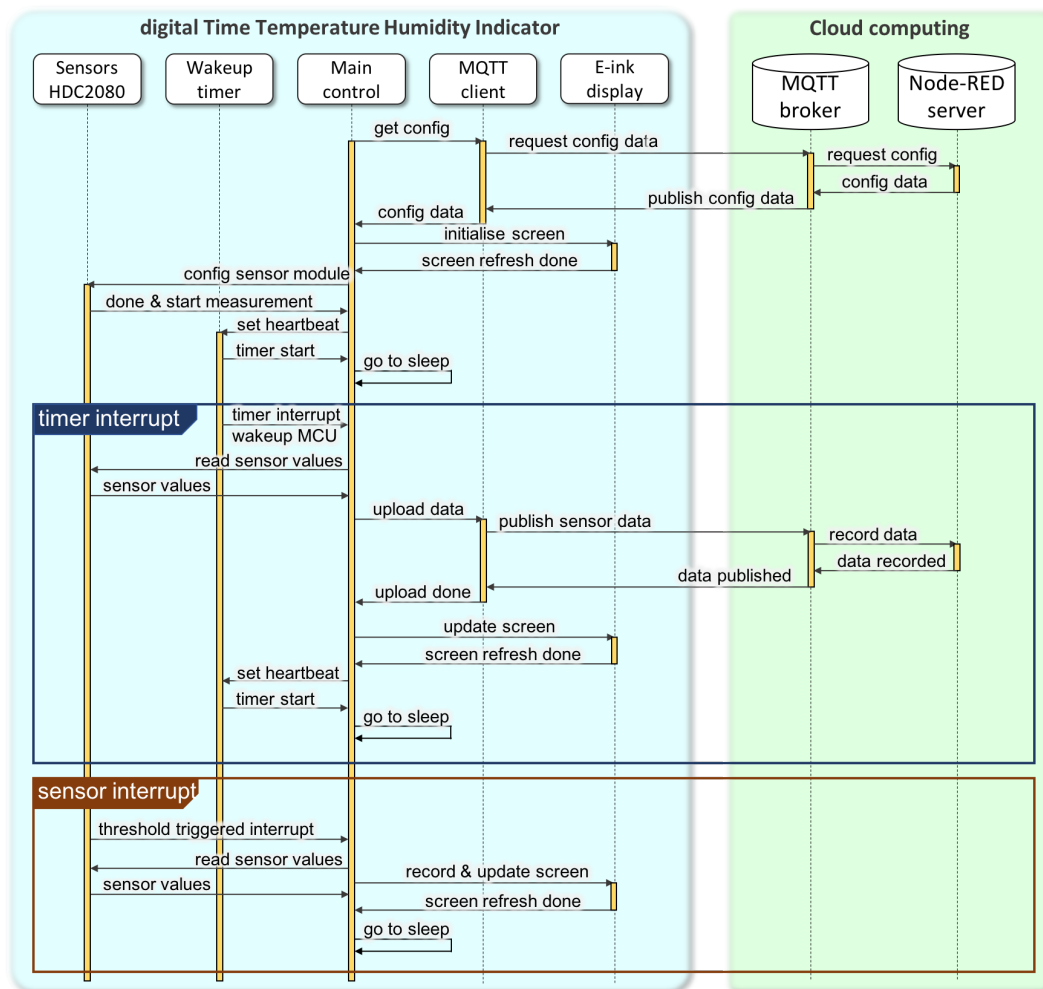 digital Time Temperature Humidity Indicator
Cloud computing
Sensors
HDC2080
Wakeup
timer
Main
control
MQTT
client
E-ink
display
MQTT
broker
Node-RED
server
get config
request config data
request config
config data
publish config data
config data
initialise screen
screen refresh done
config sensor module
done & start measurement
set heartbeat
timer start
go to sleep
timer interrupt
timer interrupt
wakeup MCU
read sensor values
sensor values
upload data
publish sensor data
record data
data recorded
data published
upload done
update screen
screen refresh done
set heartbeat
timer start
go to sleep
sensor interrupt
threshold triggered interrupt
read sensor values
record & update screen
sensor values
screen refresh done
go to sleep